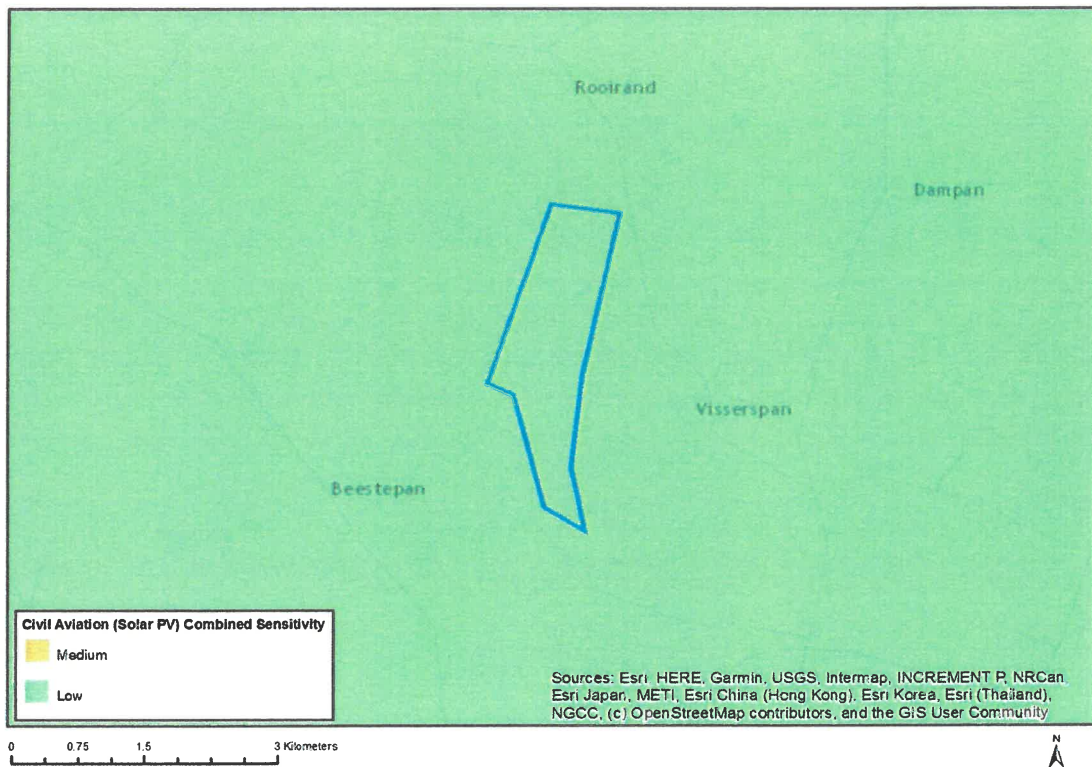 Rooirand
Dampan
Visserspan
Beestepan
Civil Aviation (Solar PV) Combined Sensitivity
Medium
Low
Sources: Esri, HERE, Garmin, USGS, Intermap, INCREMENT P, NRCan,
Esri Japan, METI, Esri China (Hong Kong), Esri Korea, Esri (Thailand),
NGCC, (c) OpenStreetMap contributors, and the GIS User Community
0 0.75 1.5 3 Kilometers
N